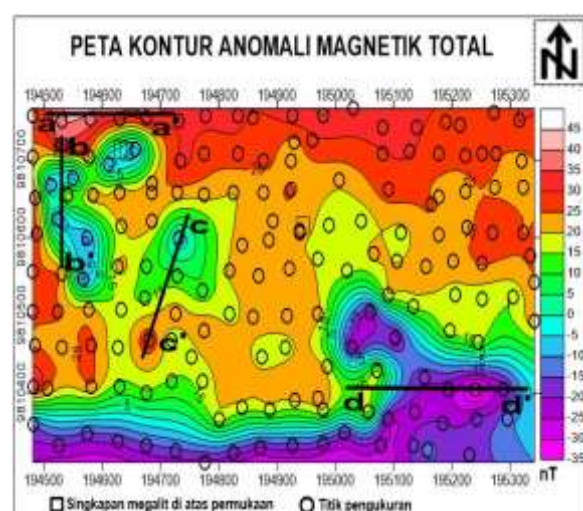 PETA KONTUR ANOMALI MAGNETIK TOTAL
N
194500 194600 194700 194800 194900 195000 195100 195200 195300
9810700
9810600
9810500
9810400
a a'
b
b'
c
c'
d d'
45
40
35
30
25
20
15
10
5
0
-5
-10
-15
-20
-25
-30
-35
nT
194500 194600 194700 194800 194900 195000 195100 195200 195300
Singkapan megalit di atas permukaan Titik pengukuran